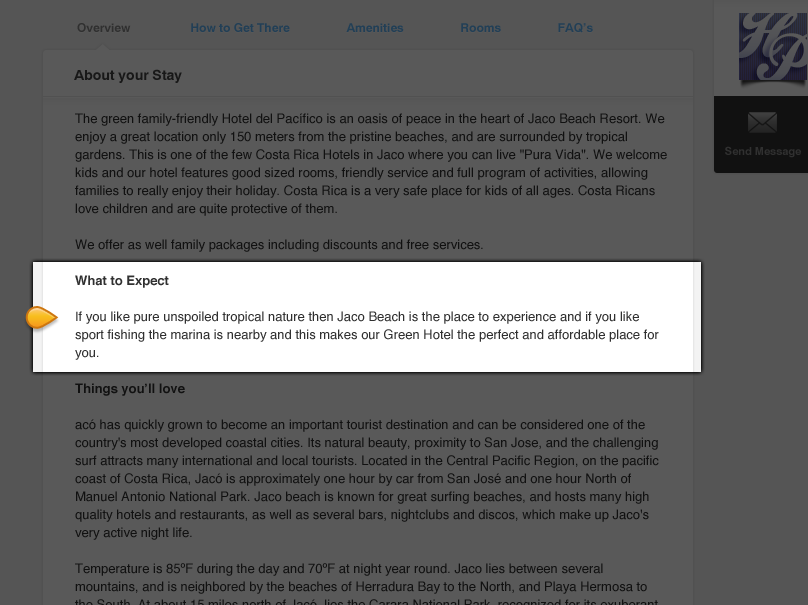 Overview How to Get There Amenities Rooms FAQ's
HP
Send Message
About your Stay
The green family-friendly Hotel del Pacifico is an oasis of peace in the heart of Jaco Beach Resort. We
enjoy a great location only 150 meters from the pristine beaches, and are surrounded by tropical
gardens. This is one of the few Costa Rica Hotels in Jaco where you can live "Pura Vida". We welcome
kids and our hotel features good sized rooms, friendly service and full program of activities, allowing
families to really enjoy their holiday. Costa Rica is a very safe place for kids of all ages. Costa Ricans
love children and are quite protective of them.
We offer as well family packages including discounts and free services.
What to Expect
If you like pure unspoiled tropical nature then Jaco Beach is the place to experience and if you like
sport fishing the marina is nearby and this makes our Green Hotel the perfect and affordable place for
you.
Things you'll love
acó has quickly grown to become an important tourist destination and can be considered one of the
country's most developed coastal cities. Its natural beauty, proximity to San Jose, and the challenging
surf attracts many international and local tourists. Located in the Central Pacific Region, on the pacific
coast of Costa Rica, Jacó is approximately one hour by car from San José and one hour North of
Manuel Antonio National Park. Jaco beach is known for great surfing beaches, and hosts many high
quality hotels and restaurants, as well as several bars, nightclubs and discos, which make up Jaco's
very active night life.
Temperature is 85ºF during the day and 70ºF at night year round. Jaco lies between several
mountains, and is neighbored by the beaches of Herradura Bay to the North, and Playa Hermosa to
the South. At about 15 miles north of Jacó, lies the Carara National Park, recognized for its exuberant